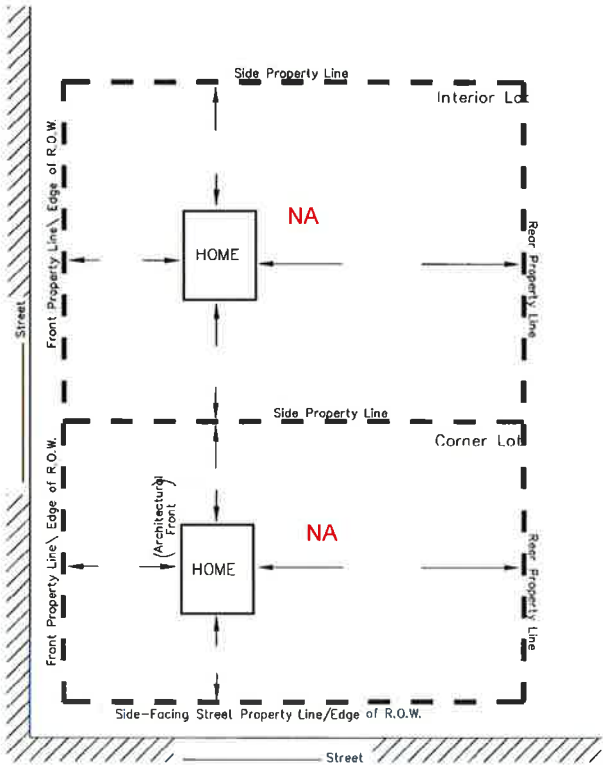 Side Property Line
Interior Lot
Front Property Line\ Edge of R.O.W.
NA
HOME
Rear Property Line
Street
Side Property Line
Corner Lot
Front Property Line\ Edge of R.O.W.
(Architectural
Front
NA
HOME
Rear Property Line
Side-Facing Street Property Line/Edge of R.O.W.
Street